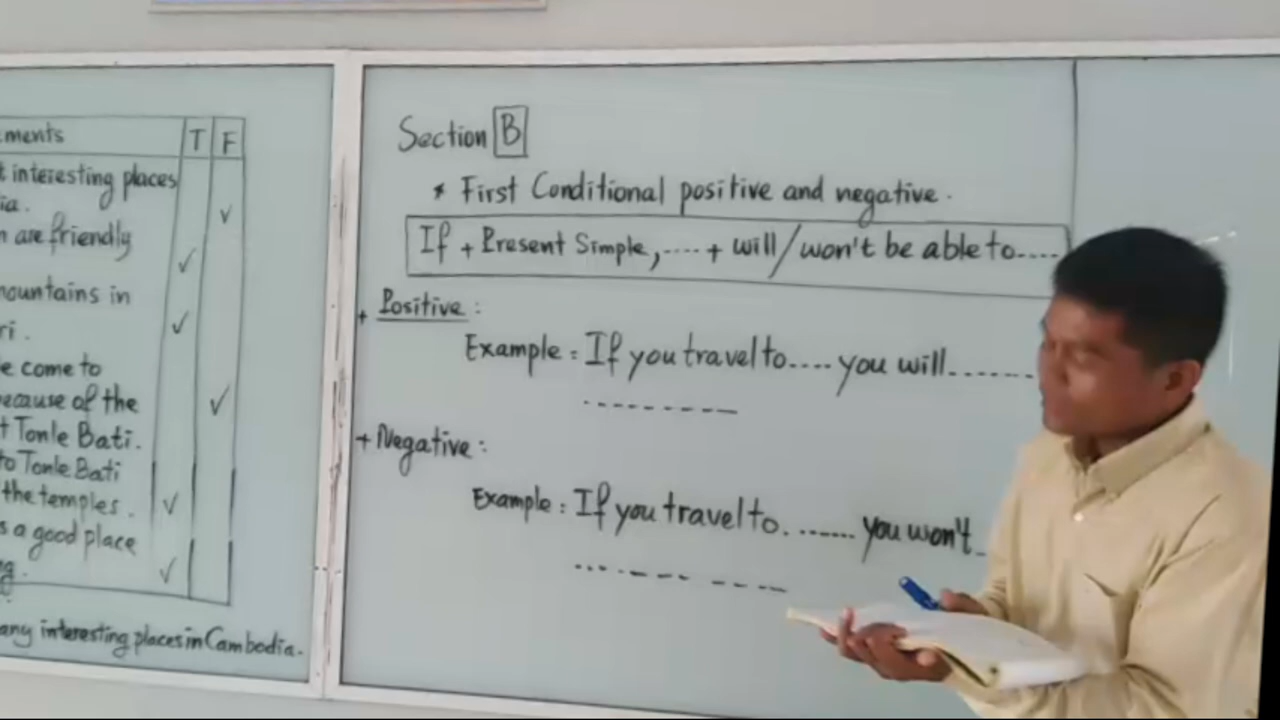 ments T F
t interesting places
ia.
n are friendly
mountains in
ri.
e come to
ecause of the
t Tonle Bati.
to Tonle Bati
the temples.
s a good place
g.
any interesting places in Cambodia.
Section B
* First Conditional positive and negative.
If + Present Simple,.... + will/won't be able to....
+ Positive:
Example: If you travel to.... you will.......
----------
+ Negative:
Example: If you travel to. ...... you won't
----------